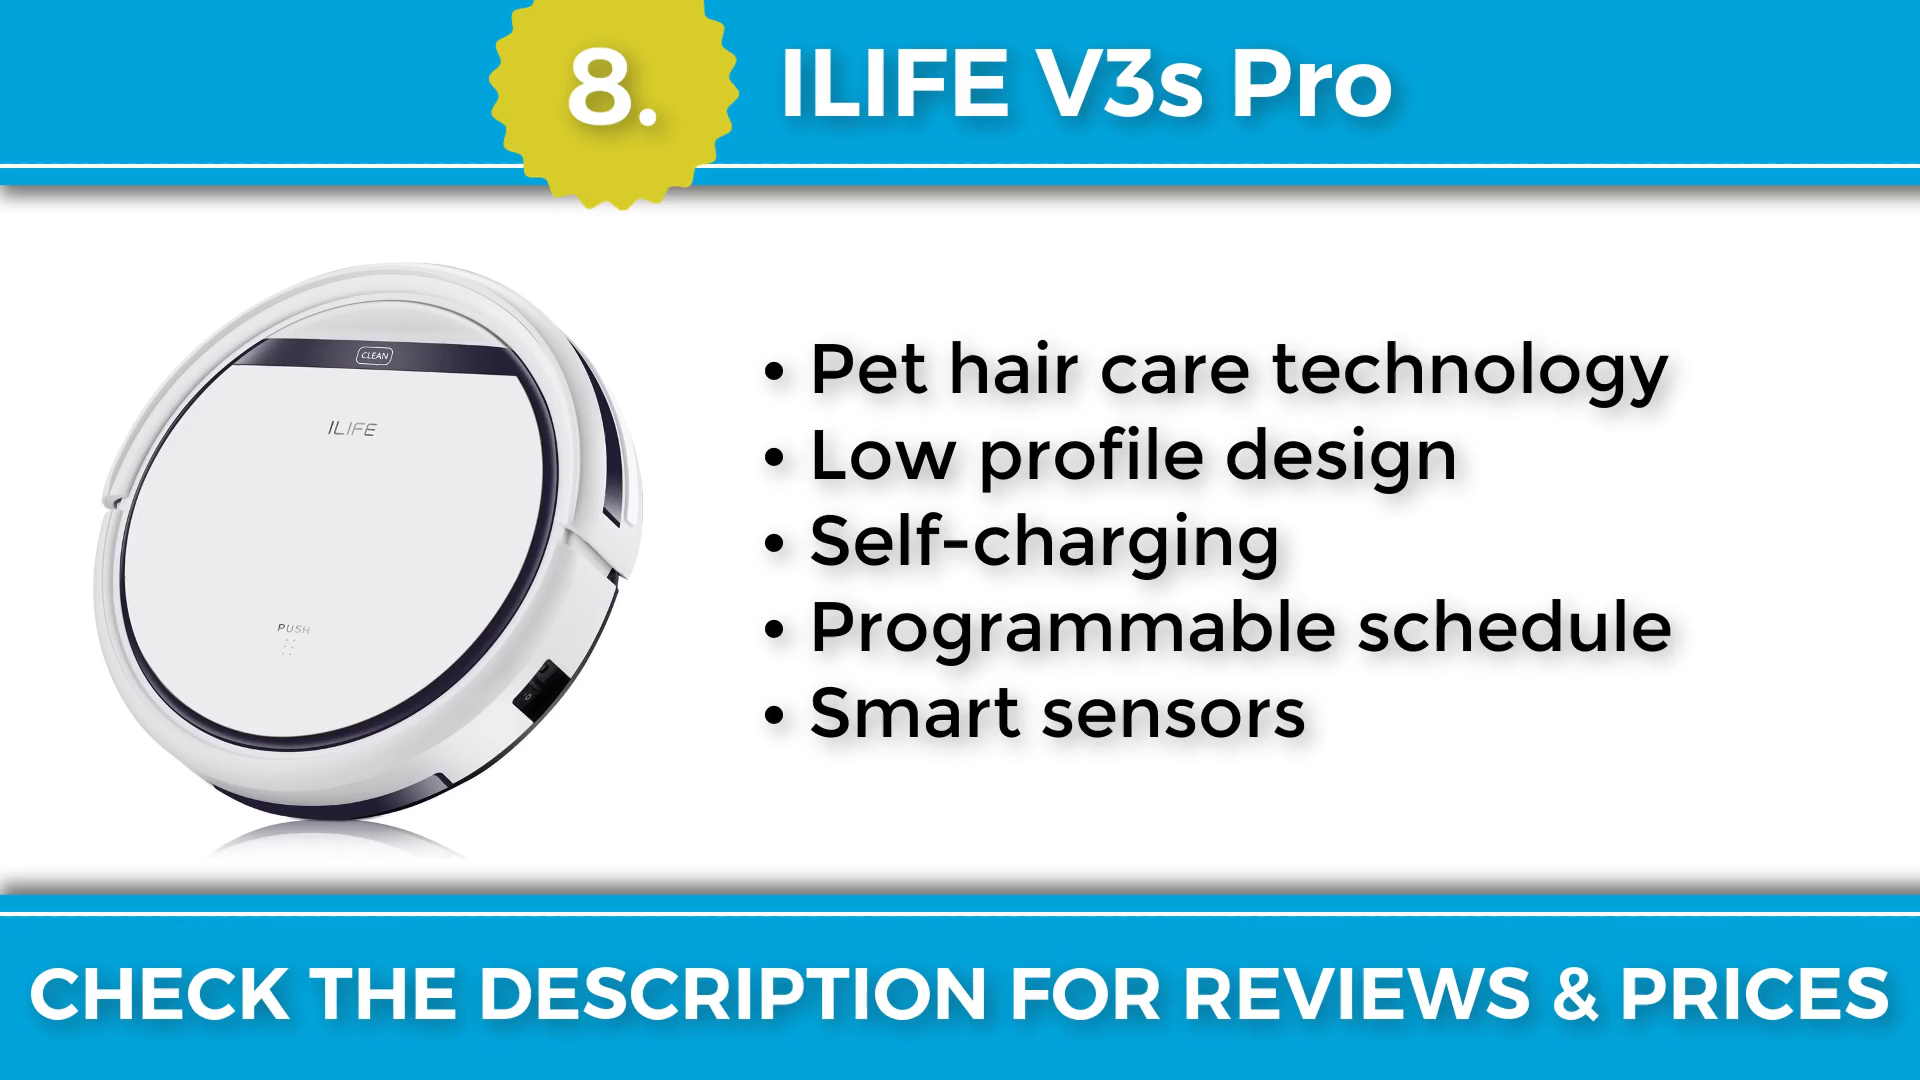 8. ILIFE V3s Pro
CLEAN
ILIFE
PUSH
• Pet hair care technology
• Low profile design
• Self-charging
• Programmable schedule
• Smart sensors
CHECK THE DESCRIPTION FOR REVIEWS & PRICES